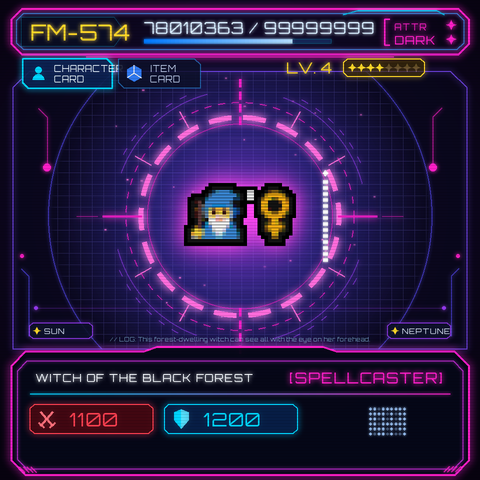 FM-574
78010363 / 99999999
ATTR
DARK
CHARACTER
CARD
ITEM
CARD
LV. 4
SUN
NEPTUNE
// LOG: This forest-dwelling witch can see all with the eye on her forehead
WITCH OF THE BLACK FOREST
[SPELLCASTER]
1100
1200